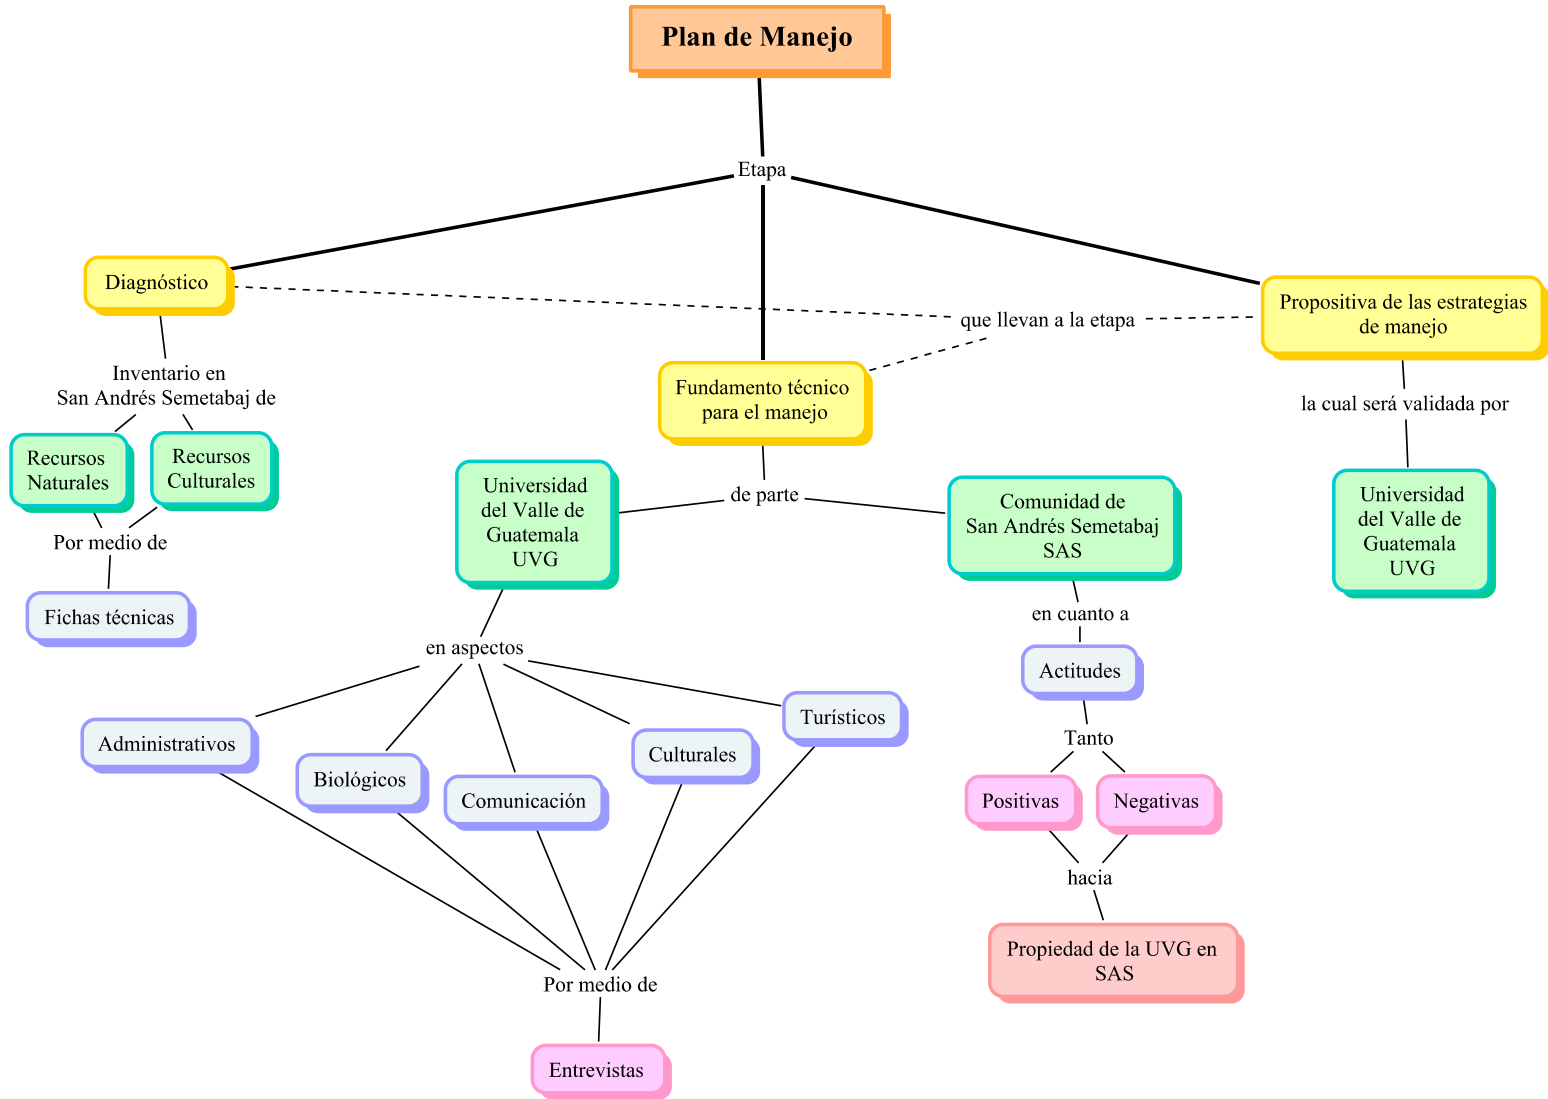 Plan de Manejo
Etapa
Diagnóstico
que llevan a la etapa
Propositiva de las estrategias
de manejo
Inventario en
San Andrés Semetabaj de
Fundamento técnico
para el manejo
la cual será validada por
Recursos
Naturales
Recursos
Culturales
Universidad
del Valle de
Guatemala
UVG
de parte
Comunidad de
San Andrés Semetabaj
SAS
Universidad
del Valle de
Guatemala
UVG
Por medio de
Fichas técnicas
en aspectos
en cuanto a
Actitudes
Administrativos
Biológicos
Comunicación
Culturales
Turísticos
Tanto
Positivas
Negativas
hacia
Propiedad de la UVG en
SAS
Por medio de
Entrevistas